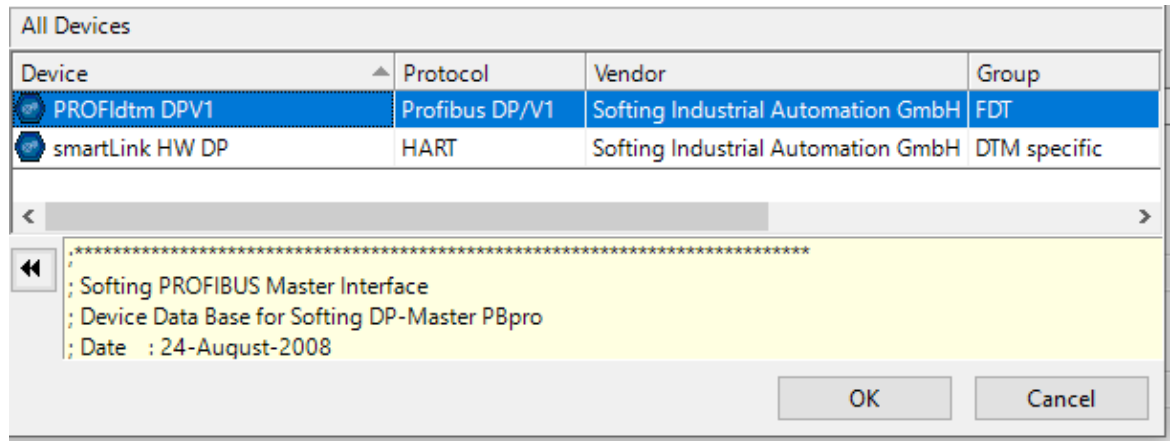 All Devices
Device Protocol Vendor Group
PROFIdtm DPV1 Profibus DP/V1 Softing Industrial Automation GmbH FDT
smartLink HW DP HART Softing Industrial Automation GmbH DTM specific
;****************************************************************************
; Softing PROFIBUS Master Interface
; Device Data Base for Softing DP-Master PBpro
; Date : 24-August-2008
OK Cancel